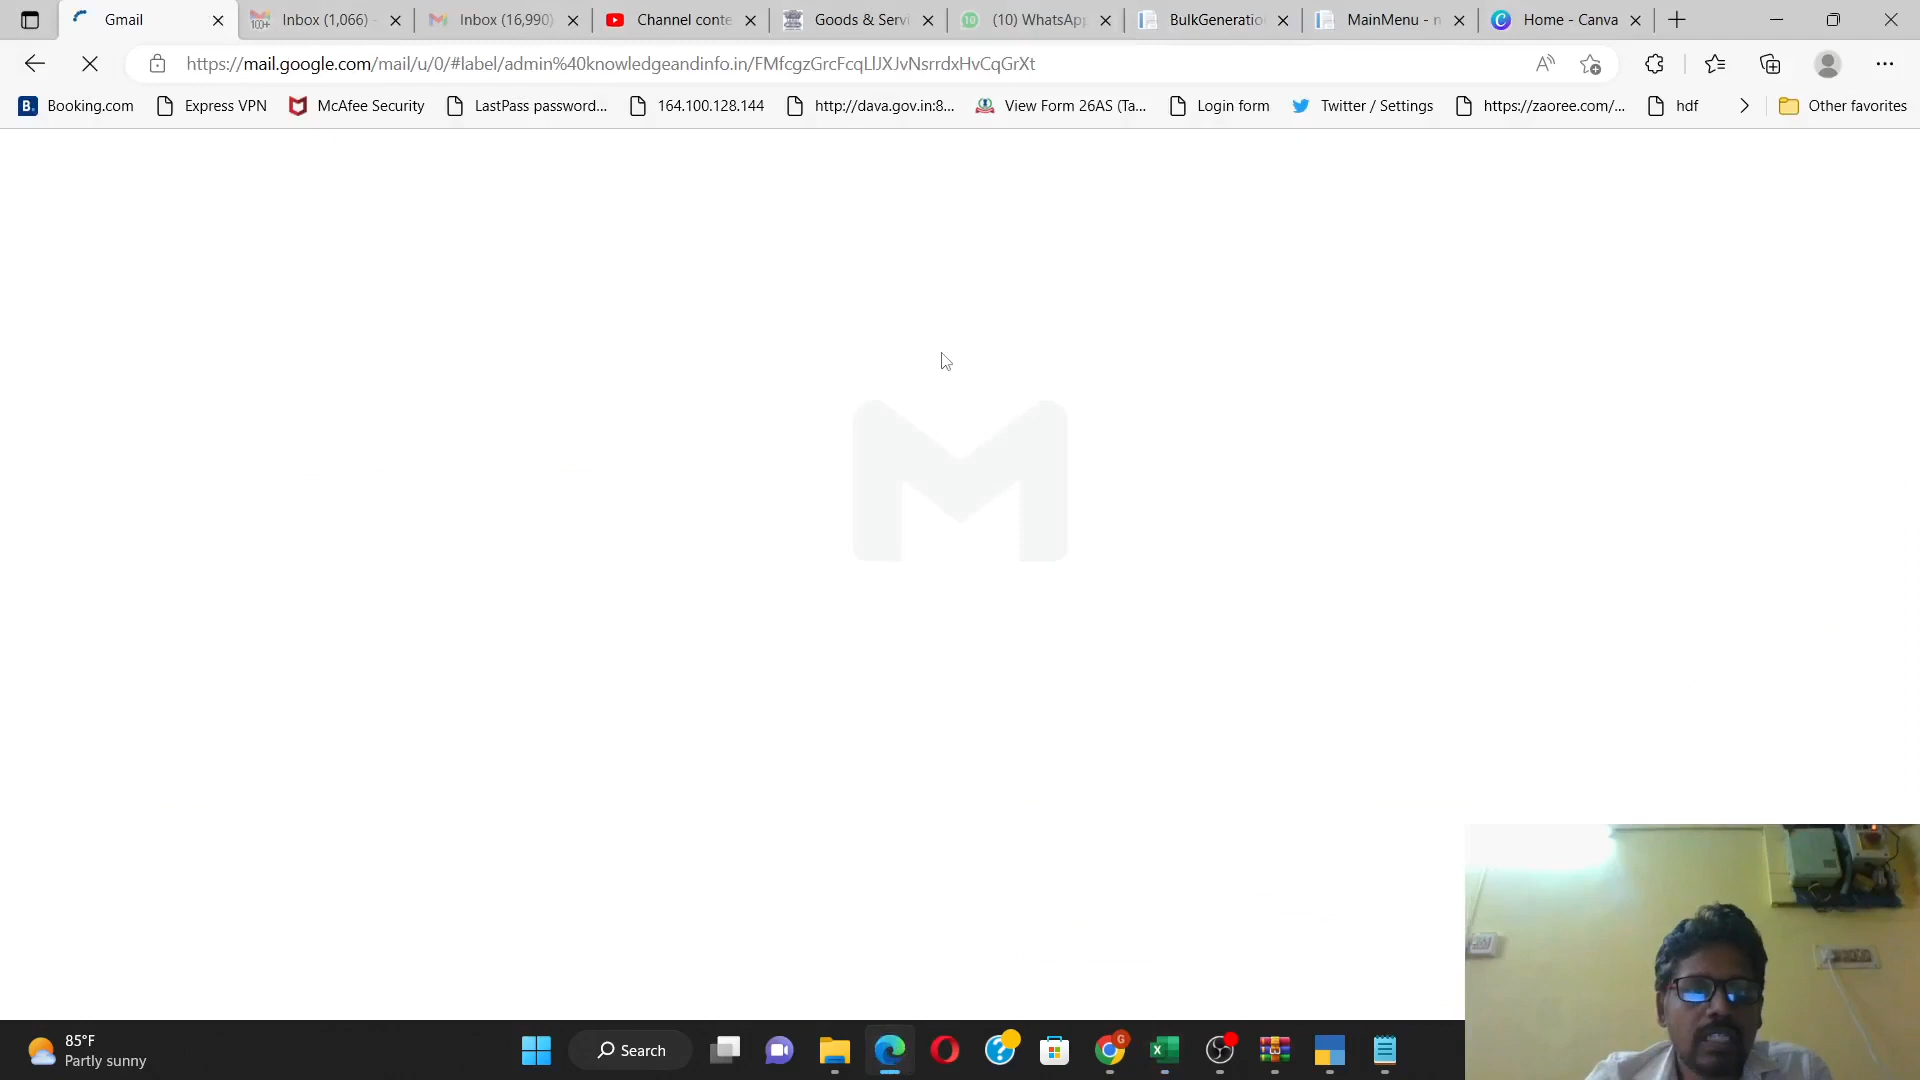 Gmail
Inbox (1,066)
Inbox (16,990)
Channel conte
Goods & Servi
(10) WhatsApp
BulkGeneratio
MainMenu - n
Home - Canva
https://mail.google.com/mail/u/0/#label/admin%40knowledgeandinfo.in/FMfcgzGrcFcqLlJXJvNsrrdxHvCqGrXt
Booking.com
Express VPN
McAfee Security
LastPass password...
164.100.128.144
http://dava.gov.in:8...
View Form 26AS (Ta...
Login form
Twitter / Settings
https://zaoree.com/...
hdf
Other favorites
85°F
Partly sunny
Search